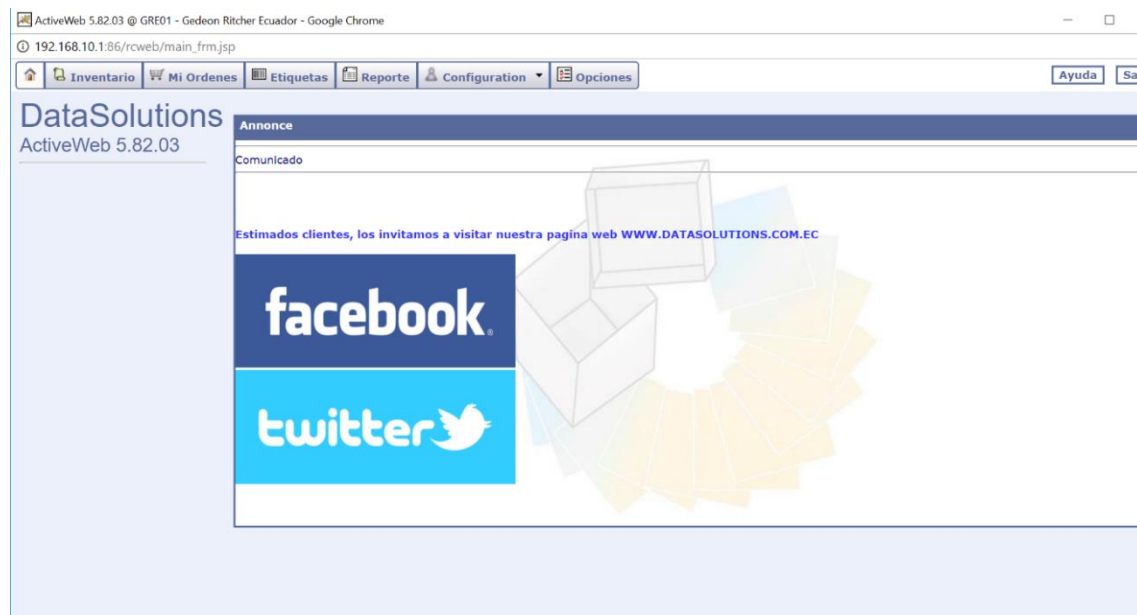 ActiveWeb 5.82.03 @ GRE01 - Gedeon Ritcher Ecuador - Google Chrome
192.168.10.1:86/rcweb/main_frm.jsp
Inventario Mi Ordenes Etiquetas Reporte Configuration Opciones Ayuda Sa
DataSolutions
ActiveWeb 5.82.03
Annonce
Comunicado
Estimados clientes, los invitamos a visitar nuestra pagina web WWW.DATASOLUTIONS.COM.EC
facebook®
twitter